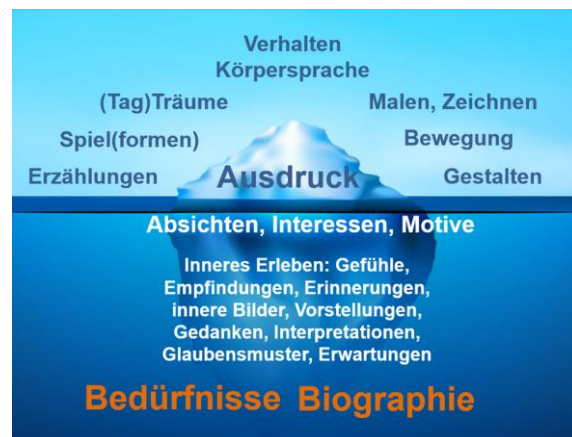 Verhalten
Körpersprache
(Tag)Träume
Malen, Zeichnen
Spiel(formen)
Bewegung
Erzählungen
Ausdruck
Gestalten
Absichten, Interessen, Motive
Inneres Erleben: Gefühle,
Empfindungen, Erinnerungen,
innere Bilder, Vorstellungen,
Gedanken, Interpretationen,
Glaubensmuster, Erwartungen
Bedürfnisse Biographie